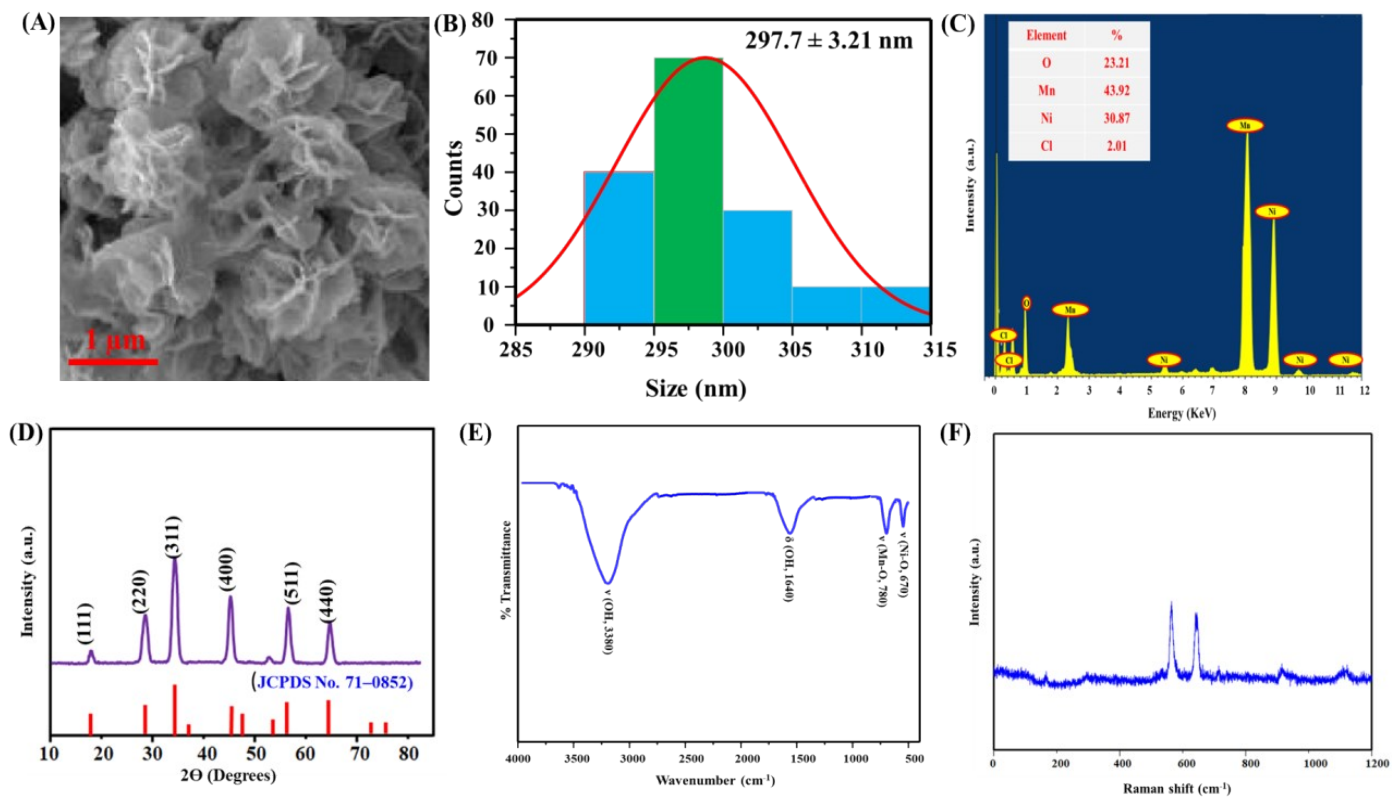 (A)
1 μm
(B)
297.7 ± 3.21 nm
Counts
80
70
60
50
40
30
20
10
0
285 290 295 300 305 310 315
Size (nm)
(C)
Element %
O 23.21
Mn 43.92
Ni 30.87
Cl 2.01
Intensity (a.u.)
Mn
Ni
Mn
O
Cl
Cl
Ni
Ni
Ni
0 1 2 3 4 5 6 7 8 9 10 11 12
Energy (KeV)
(D)
Intensity (a.u.)
(111)
(220)
(311)
(400)
(511)
(440)
(JCPDS No. 71–0852)
10 20 30 40 50 60 70 80
2Ɵ (Degrees)
(E)
% Transmittance
ν (OH, 3380)
δ (OH, 1640)
ν (Mn-O, 780)
ν (Ni-O, 670)
4000 3500 3000 2500 2000 1500 1000 500
Wavenumber (cm-1)
(F)
Intensity (a.u.)
0 200 400 600 800 1000 1200
Raman shift (cm-1)